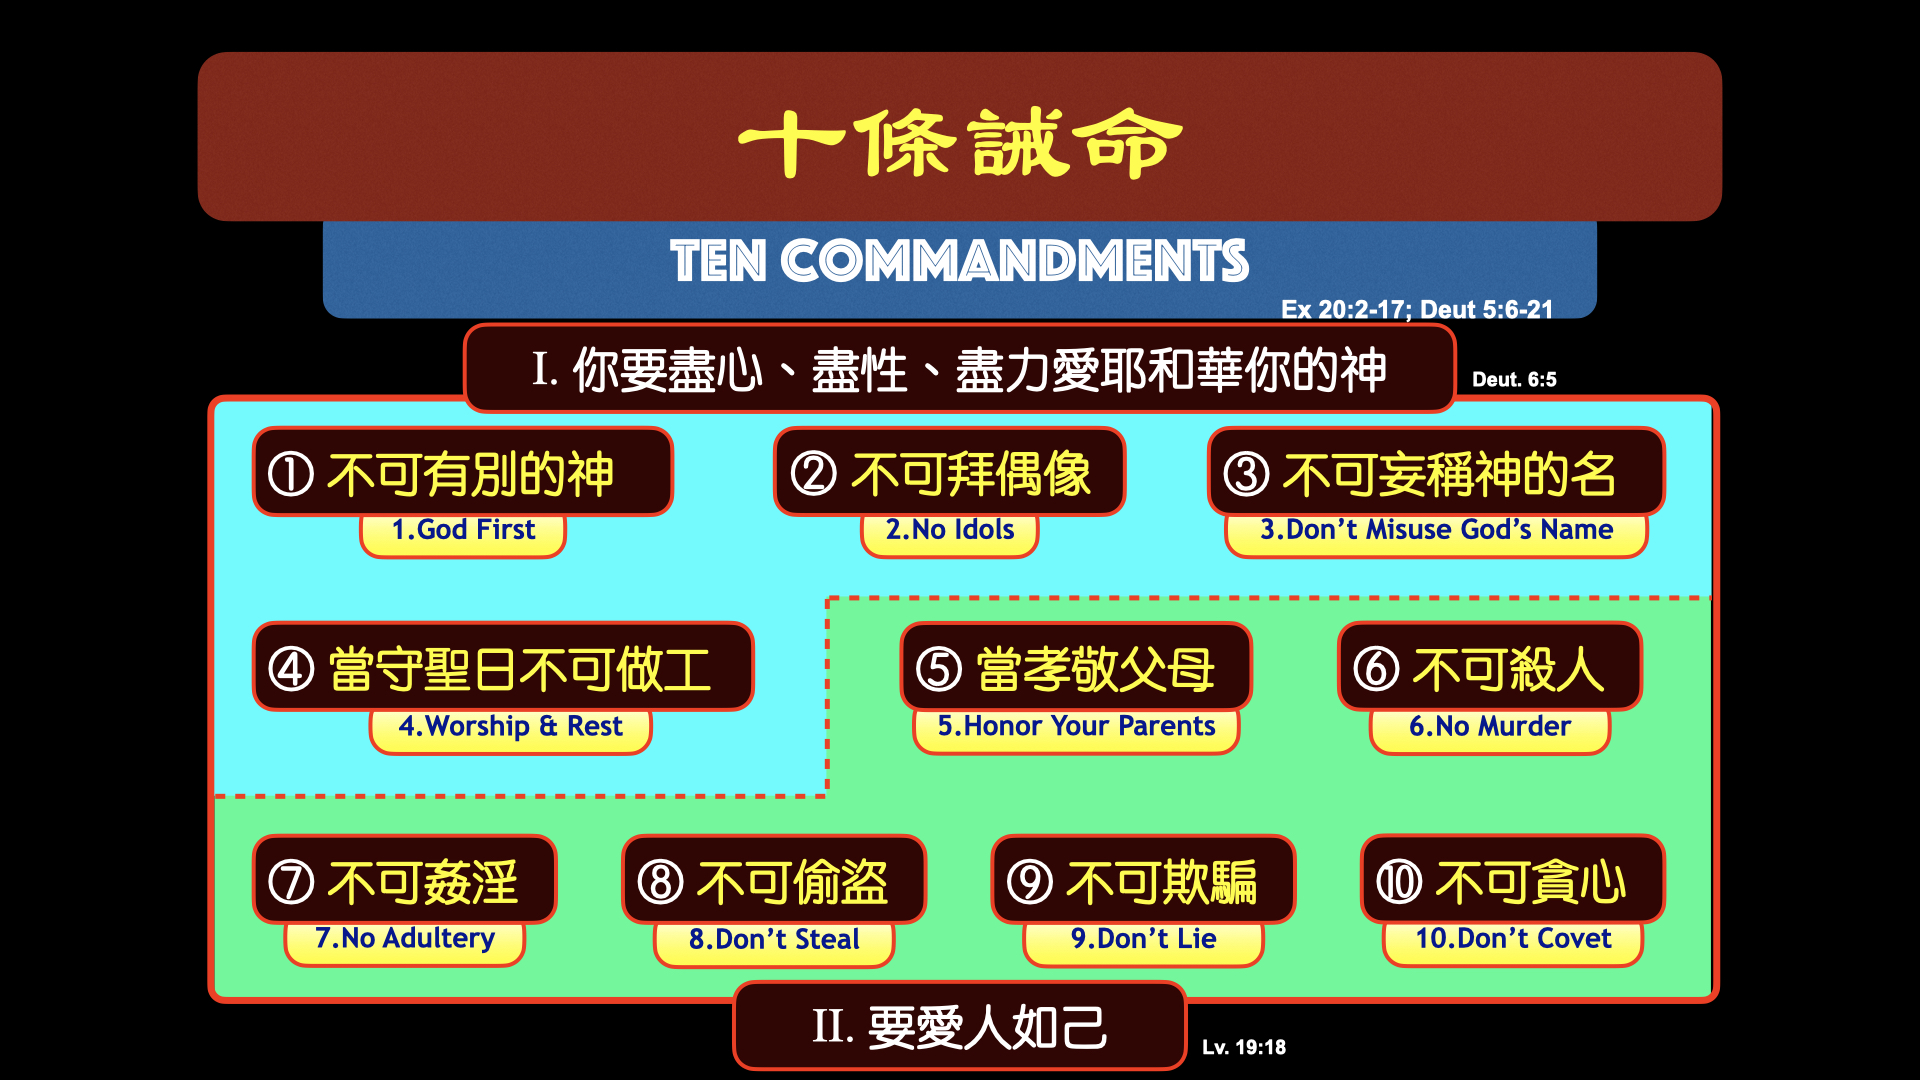 十條誡命
TEN COMMANDMENTS
Ex 20:2-17; Deut 5:6-21
I. 你要盡心、盡性、盡力愛耶和華你的神
Deut. 6:5
① 不可有別的神
1.God First
② 不可拜偶像
2.No Idols
③ 不可妄稱神的名
3.Don’t Misuse God’s Name
④ 當守聖日不可做工
4.Worship & Rest
⑤ 當孝敬父母
5.Honor Your Parents
⑥ 不可殺人
6.No Murder
⑦ 不可姦淫
7.No Adultery
⑧ 不可偷盜
8.Don’t Steal
⑨ 不可欺騙
9.Don’t Lie
⑩ 不可貪心
10.Don’t Covet
II. 要愛人如己
Lv. 19:18